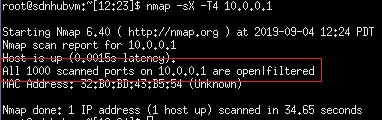 root@sdnhubvm:~[12:23]$ nmap -sX -T4 10.0.0.1
Starting Nmap 6.40 ( http://nmap.org ) at 2019-09-04 12:24 PDT
Nmap scan report for 10.0.0.1
Host is up (0.0015s latency).
All 1000 scanned ports on 10.0.0.1 are open|filtered
MAC Address: 32:B0:BD:43:B5:54 (Unknown)
Nmap done: 1 IP address (1 host up) scanned in 34.65 seconds